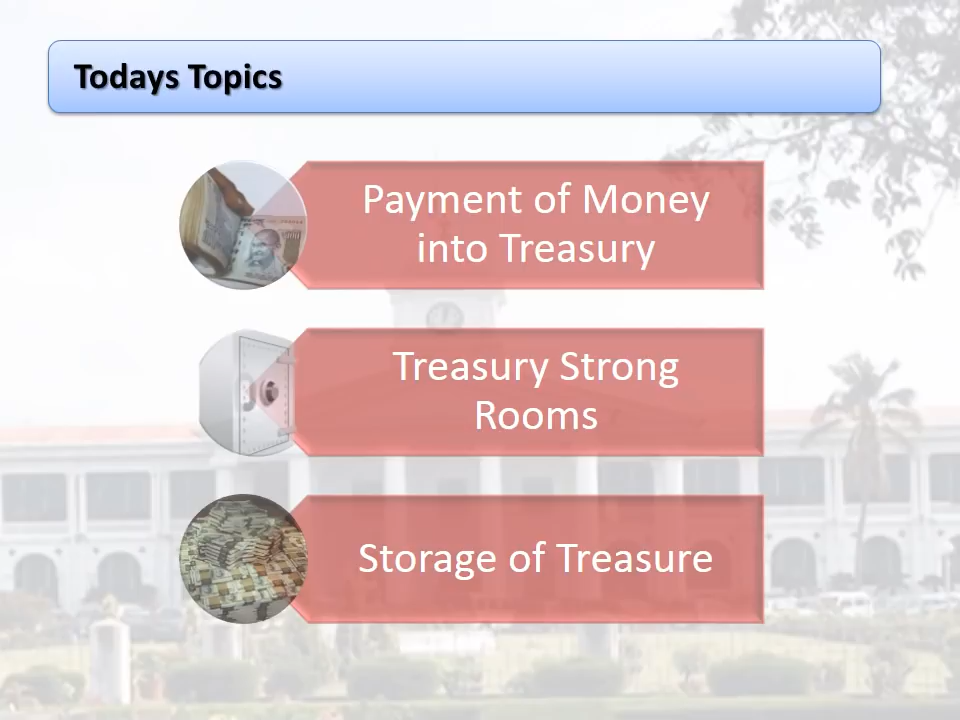 Todays Topics
Payment of Money
into Treasury
Treasury Strong
Rooms
Storage of Treasure